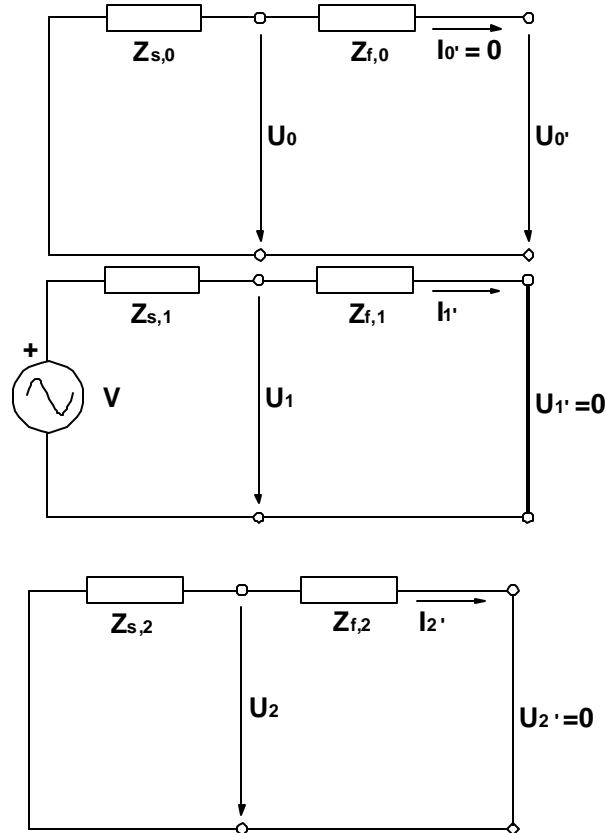 Zs,0 Zf,0 I0' = 0
U0 U0'
Zs,1 Zf,1 I1'
+ V U1 U1'=0
Zs,2 Zf,2 I2'
U2 U2'=0